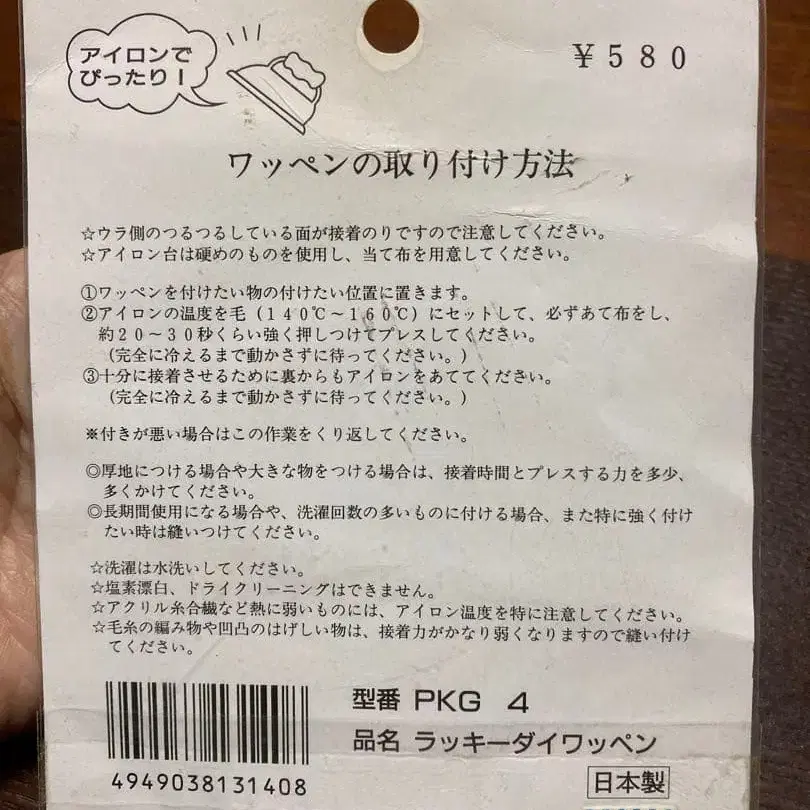 アイロンで
ぴったり！
￥５８０
ワッペンの取り付け方法
☆ウラ側のつるつるしている面が接着のりですので注意してください。
☆アイロン台は硬めのものを使用し、当て布を用意してください。
①ワッペンを付けたい物の付けたい位置に置きます。
②アイロンの温度を毛（１４０℃～１６０℃）にセットして、必ずあて布をし、
約２０～３０秒くらい強く押しつけてプレスしてください。
（完全に冷えるまで動かさずに待ってください。）
③十分に接着させるために裏からもアイロンをあててください。
（完全に冷えるまで動かさずに待ってください。）
※付きが悪い場合はこの作業をくり返してください。
◎厚地につける場合や大きな物をつける場合は、接着時間とプレスする力を多少、
多くかけてください。
◎長期間使用になる場合や、洗濯回数の多いものに付ける場合、また特に強く付け
たい時は縫いつけてください。
☆洗濯は水洗いしてください。
☆塩素漂白、ドライクリーニングはできません。
☆アクリル糸合繊など熱に弱いものには、アイロン温度を特に注意してください。
☆毛糸の編み物や凹凸のはげしい物は、接着力がかなり弱くなりますので縫い付け
てください。
型番 PKG 4
品名 ラッキーダイワッペン
4949038131408
日本製